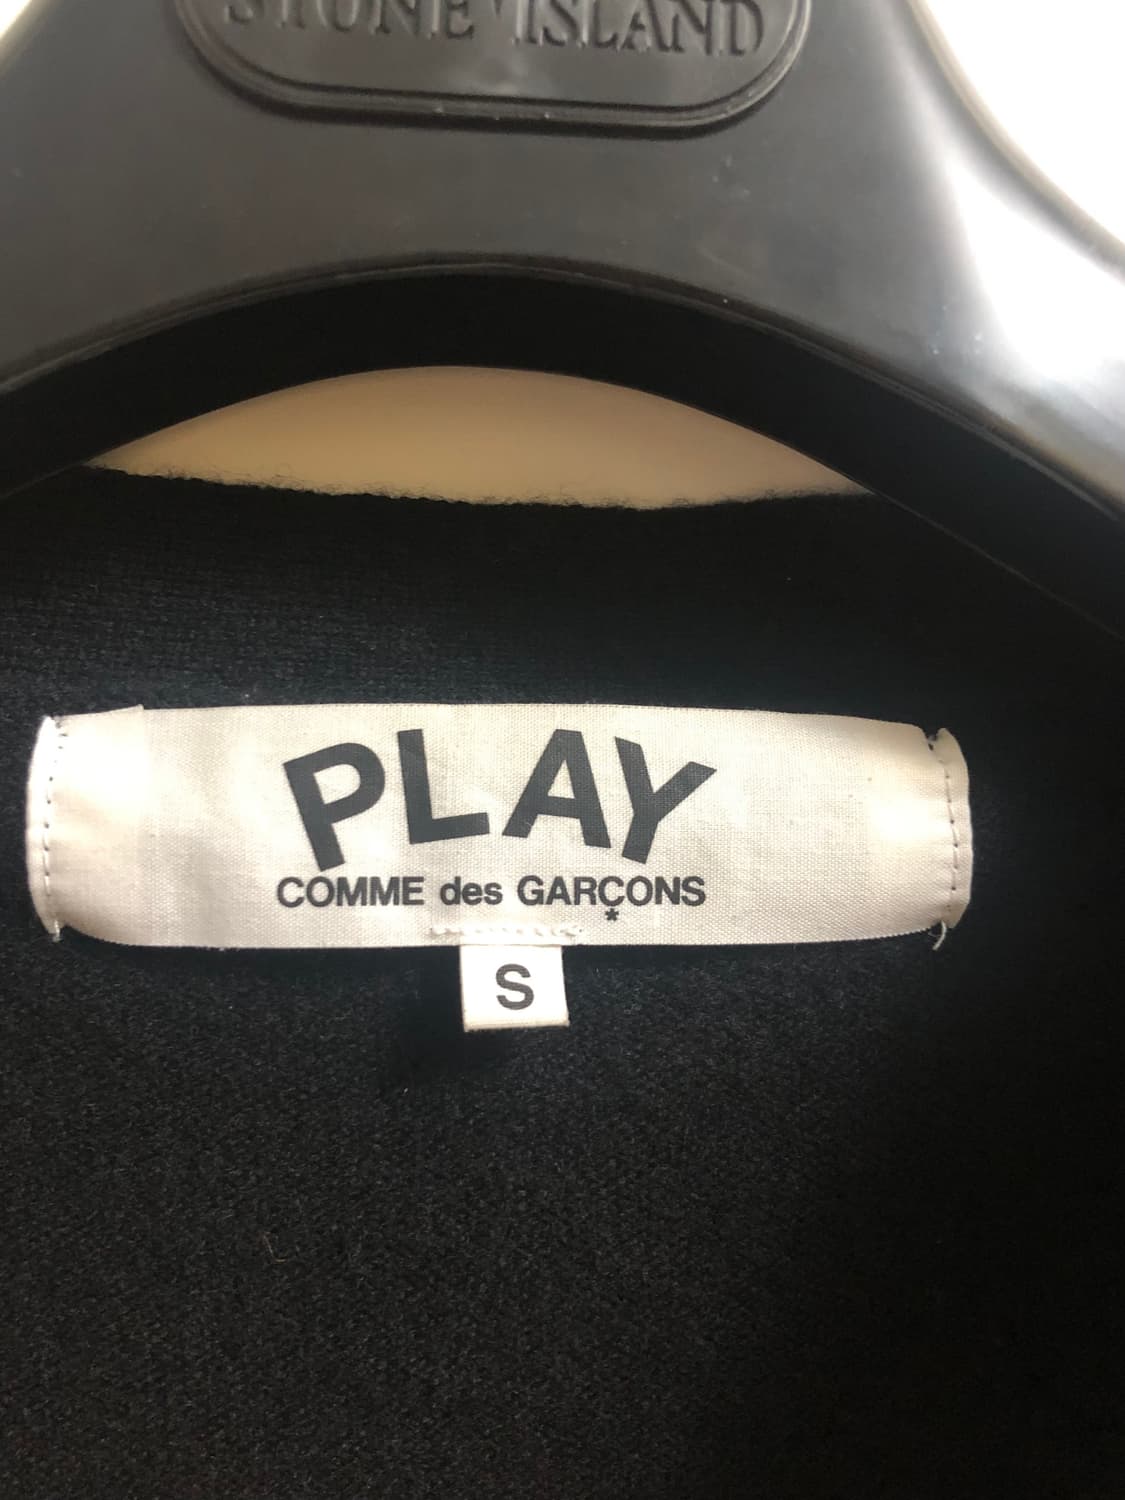 STONE ISLAND
PLAY
COMME des GARÇONS
*
S